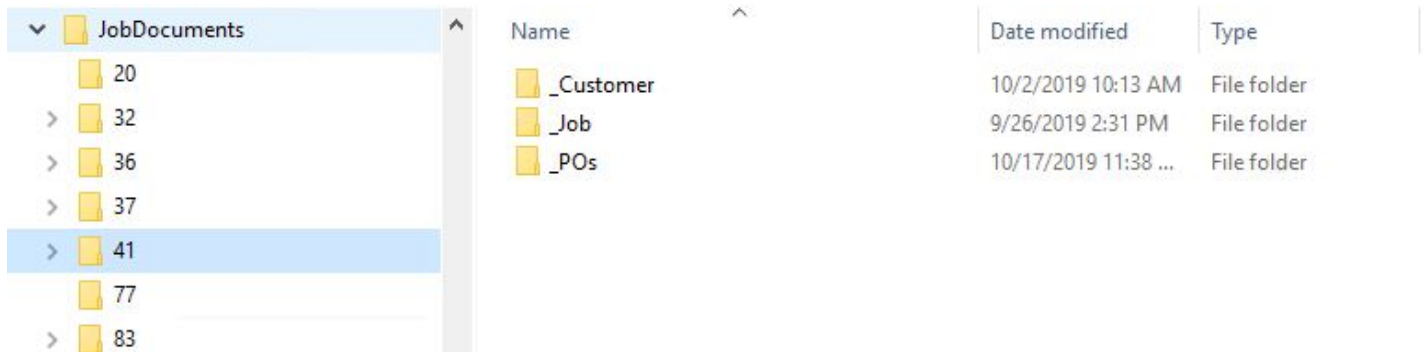 JobDocuments
20
32
36
37
41
77
83
Name Date modified Type
_Customer 10/2/2019 10:13 AM File folder
_Job 9/26/2019 2:31 PM File folder
_POs 10/17/2019 11:38 ... File folder